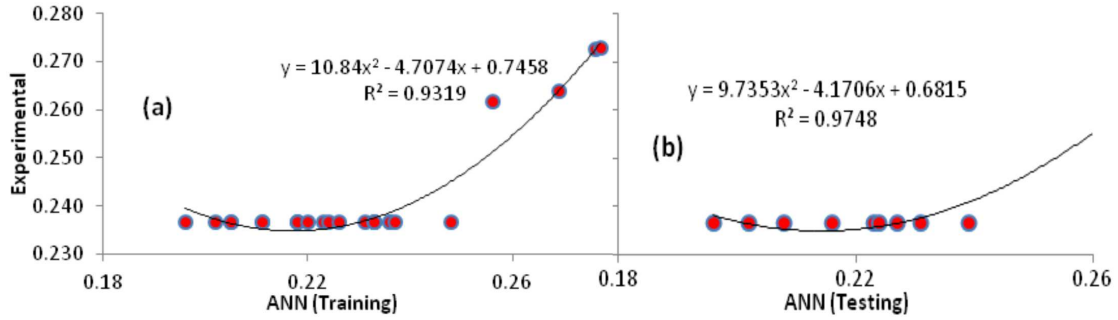 0.280
0.270
0.260
0.250
0.240
0.230
Experimental
(a)
y = 10.84x² - 4.7074x + 0.7458
R² = 0.9319
0.18
0.22
0.26
ANN (Training)
(b)
y = 9.7353x² - 4.1706x + 0.6815
R² = 0.9748
0.18
0.22
0.26
ANN (Testing)